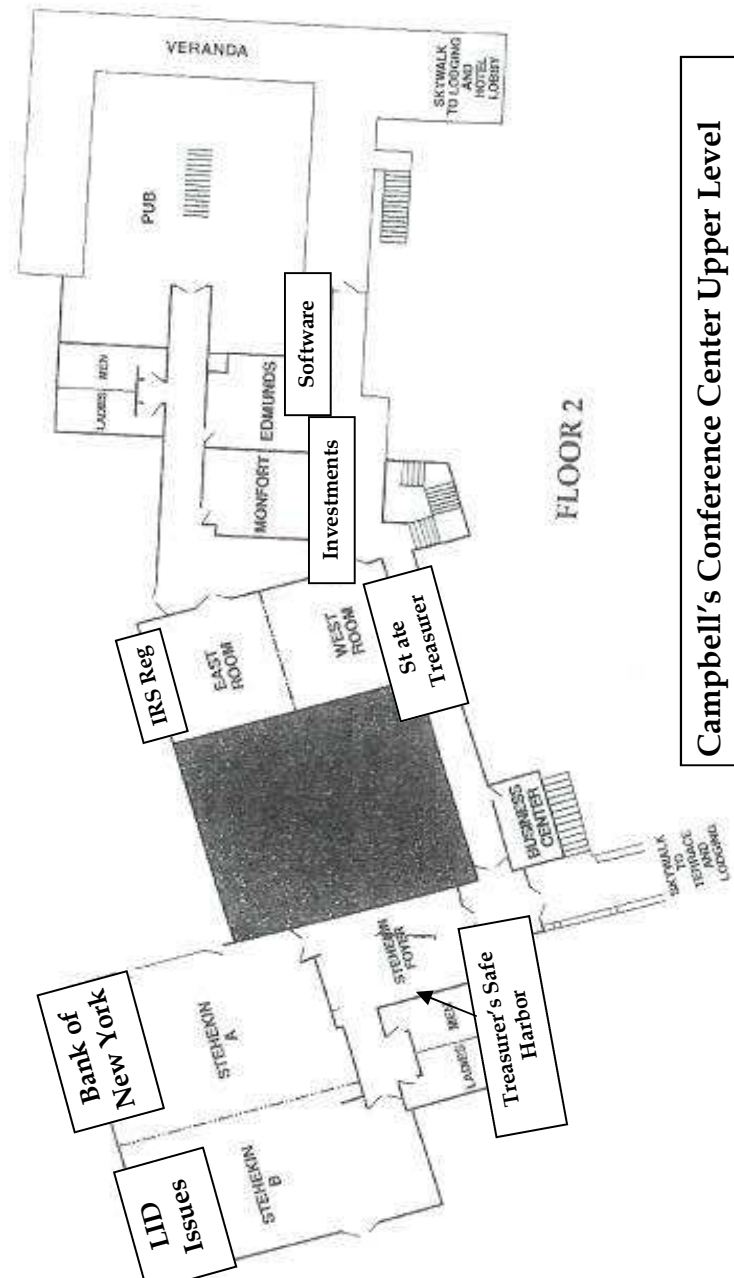 LID
Issues
STEHEKIN
B
Bank of
New York
STEHEKIN
A
LADIES
MEN
Treasurer's Safe
Harbor
STEHEKIN
FOYER
SKYWALK
TO
TERRACE
AND
LODGING
BUSINESS
CENTER
IRS Reg
EAST
ROOM
WEST
ROOM
St ate
Treasurer
MONFORT
Investments
EDMUNDS
Software
LADIES
MEN
PUB
VERANDA
SKYWALK
TO LODGING
AND
HOTEL
LOBBY
FLOOR 2
Campbell's Conference Center Upper Level